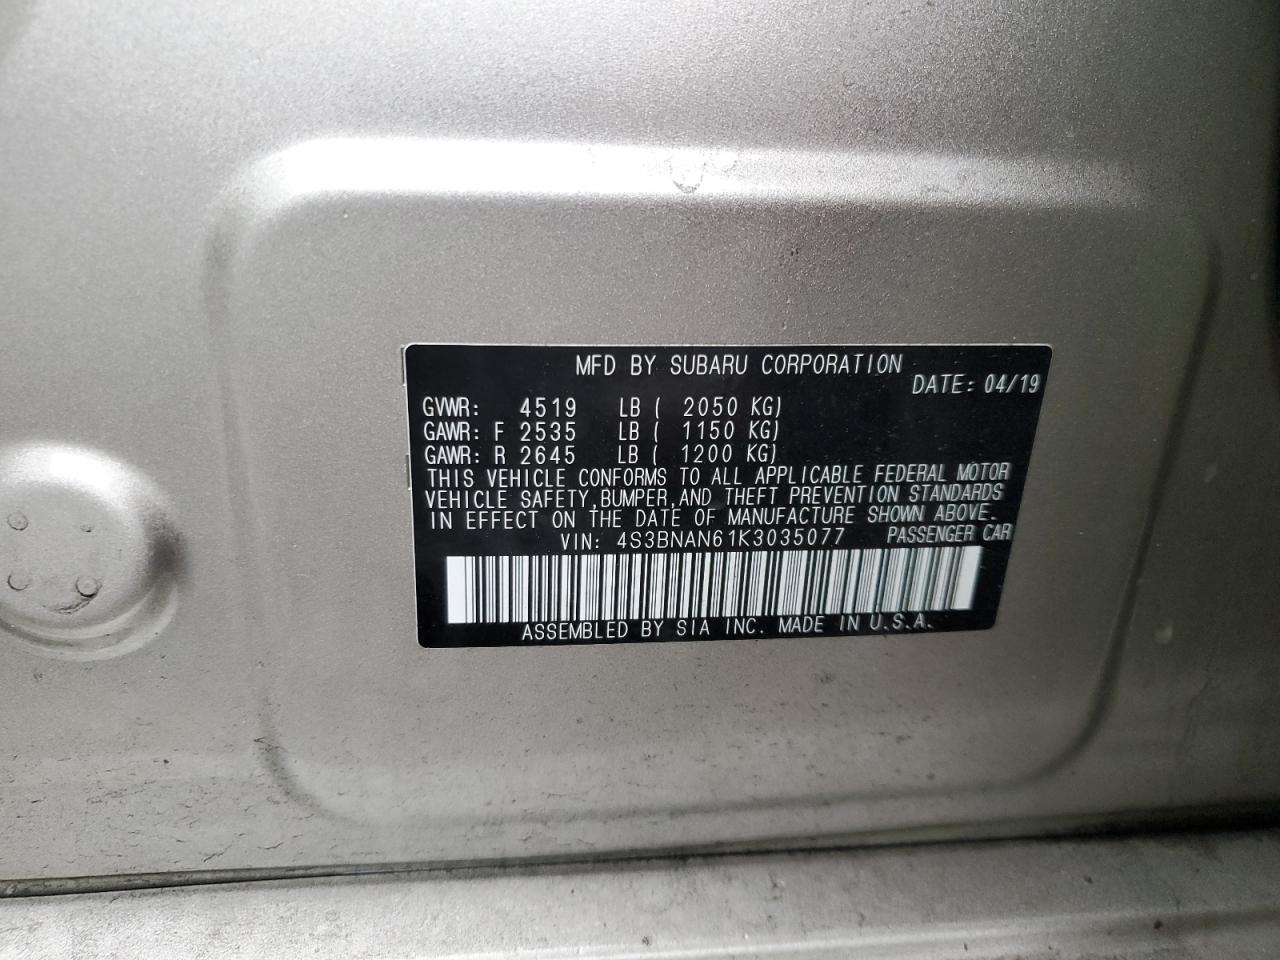 MFD BY SUBARU CORPORATION
DATE: 04/19
GVWR: 4519 LB ( 2050 KG)
GAWR: F 2535 LB ( 1150 KG)
GAWR: R 2645 LB ( 1200 KG)
THIS VEHICLE CONFORMS TO ALL APPLICABLE FEDERAL MOTOR
VEHICLE SAFETY,BUMPER,AND THEFT PREVENTION STANDARDS
IN EFFECT ON THE DATE OF MANUFACTURE SHOWN ABOVE.
VIN: 4S3BNAN61K3035077 PASSENGER CAR
ASSEMBLED BY SIA INC. MADE IN U.S.A.